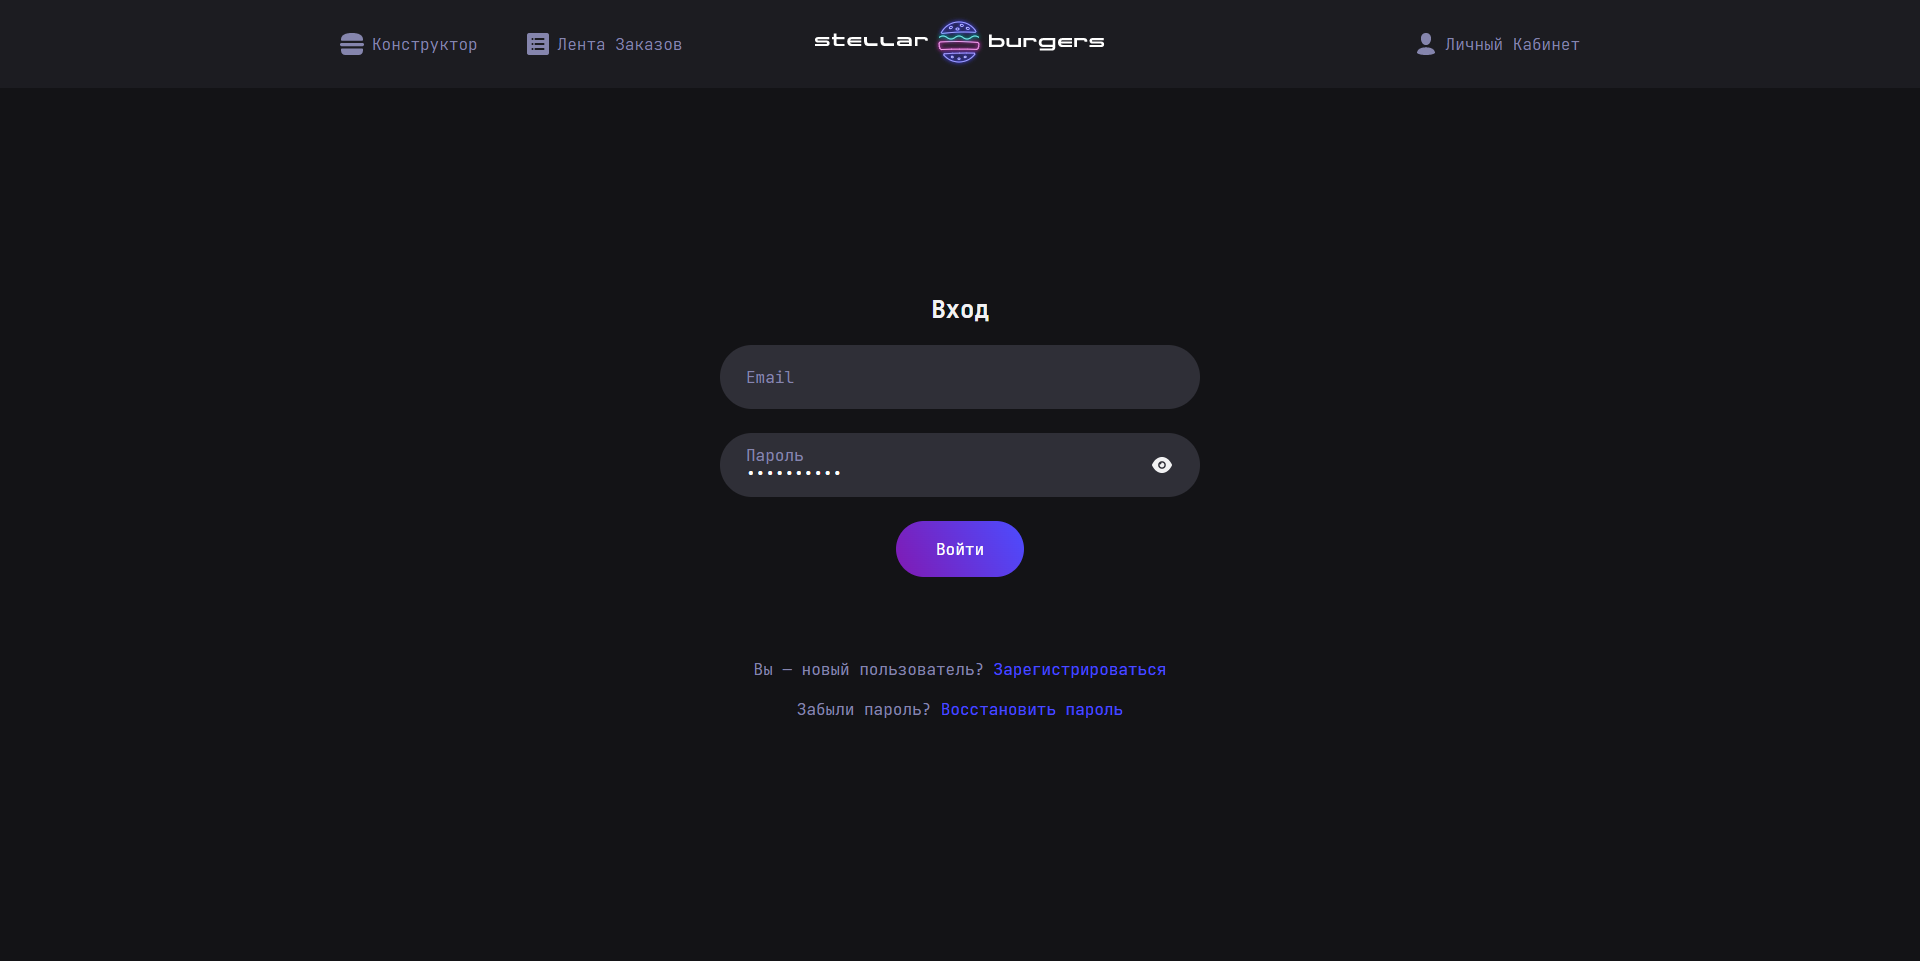 Конструктор
Лента Заказов
stellar burgers
Личный Кабинет
Вход
Email
Пароль
••••••••••
Войти
Вы — новый пользователь? Зарегистрироваться
Забыли пароль? Восстановить пароль